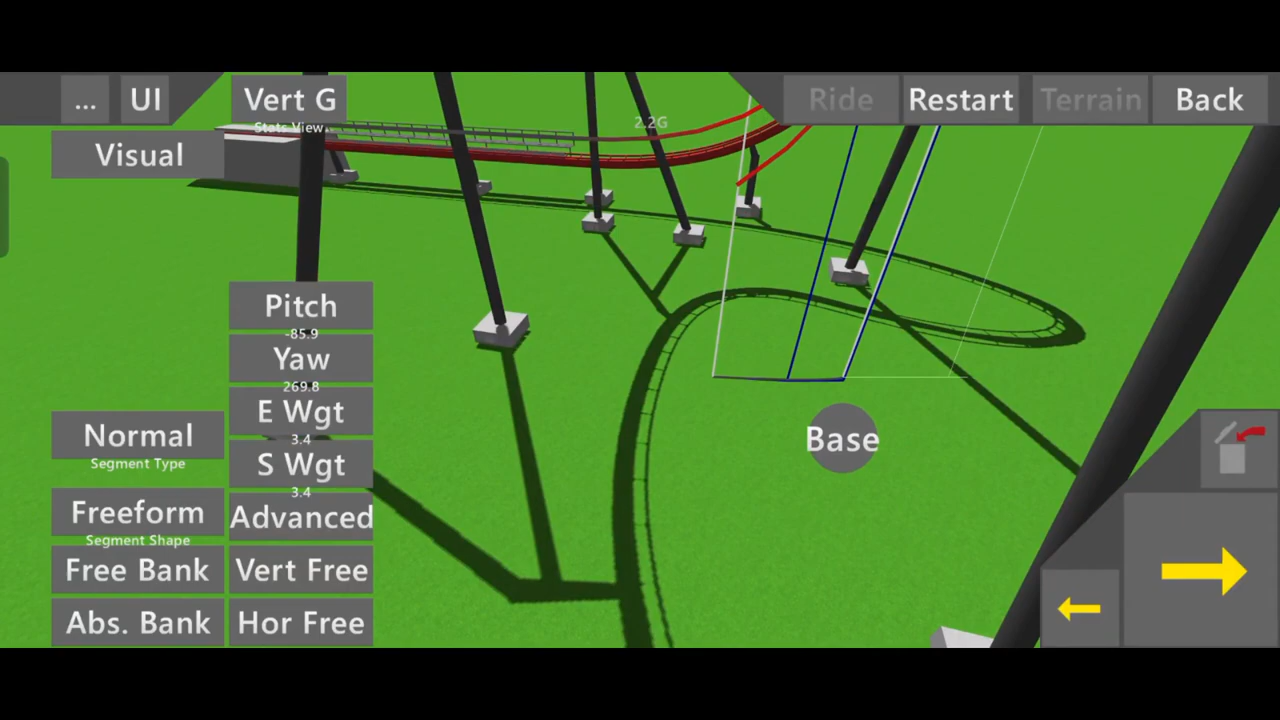 ... UI Vert G Ride Restart Terrain Back
Stats View
2.2G
Visual
Pitch
-85.9
Yaw
269.8
E Wgt
3.4
S Wgt
3.4
Advanced
Normal
Segment Type
Base
Freeform
Segment Shape
Free Bank Vert Free
Abs. Bank Hor Free